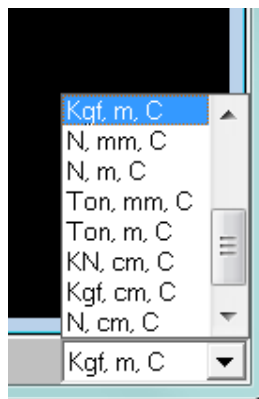 Kgf, m, C
N, mm, C
N, m, C
Ton, mm, C
Ton, m, C
KN, cm, C
Kgf, cm, C
N, cm, C
Kgf, m, C